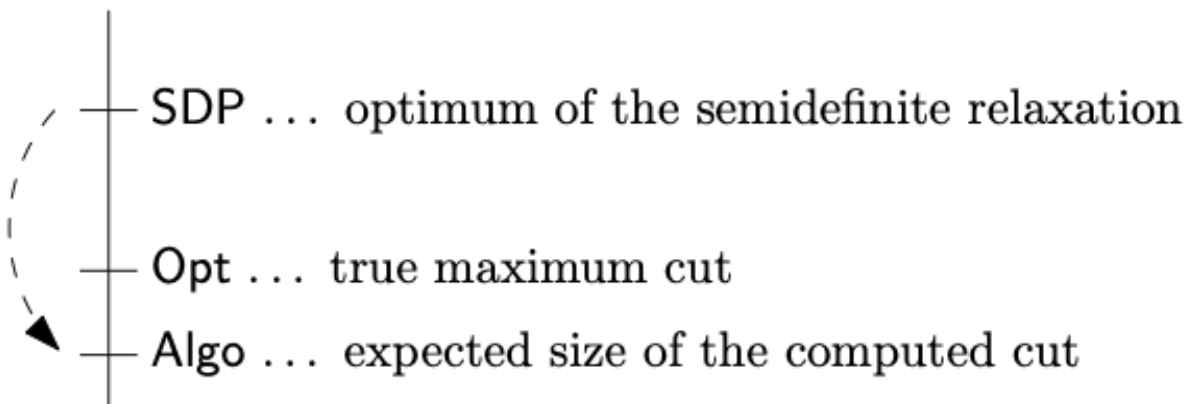 SDP ... optimum of the semidefinite relaxation
Opt ... true maximum cut
Algo ... expected size of the computed cut